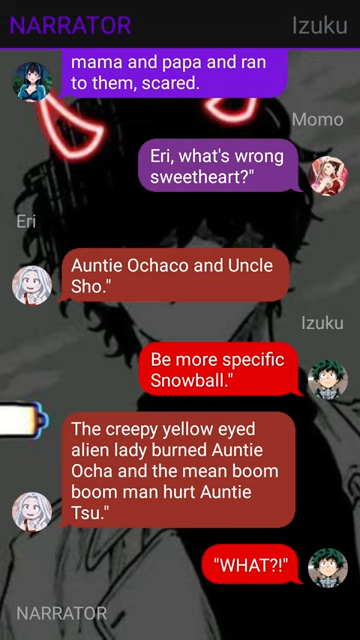 NARRATOR
Izuku
mama and papa and ran
to them, scared.
Momo
Eri, what's wrong
sweetheart?"
Eri
Auntie Ochaco and Uncle
Sho."
Izuku
Be more specific
Snowball."
The creepy yellow eyed
alien lady burned Auntie
Ocha and the mean boom
boom man hurt Auntie
Tsu."
"WHAT?!"
NARRATOR